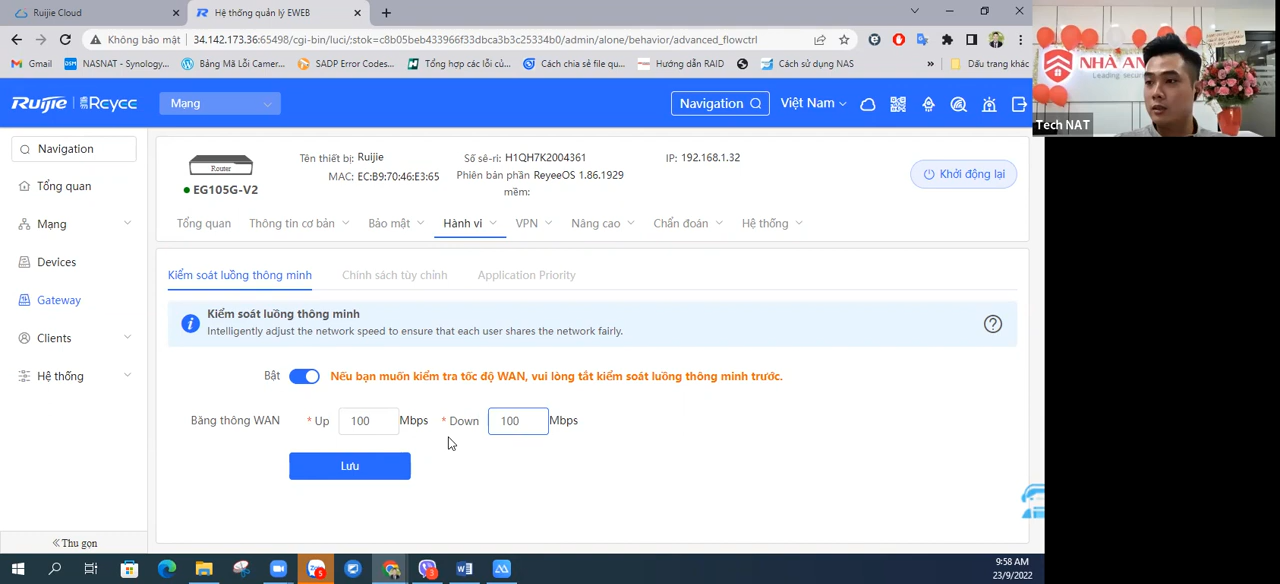 Ruijie Cloud
Hệ thống quản lý EWEB
Không bảo mật
34.142.173.36:65498/cgi-bin/luci/;stok=c8b05beb433966f33dbca3b3c25334b0/admin/alone/behavior/advanced_flowctrl
Gmail
NASNAT - Synology...
Bảng Mã Lỗi Camer...
SADP Error Codes...
Tổng hợp các lỗi củ...
Cách chia sẻ file qu...
Hướng dẫn RAID
Cách sử dụng NAS
»
Dấu trang khác
NHÀ AN
Leading secur
Tech NAT
Ruijie | Rcycc
Mạng
Navigation
Việt Nam
Navigation
Tổng quan
Mạng
Devices
Gateway
Clients
Hệ thống
«Thu gọn
Router
EG105G-V2
Tên thiết bị: Ruijie
MAC: EC:B9:70:46:E3:65
Số sê-ri: H1QH7K2004361
Phiên bản phần mềm: ReyeeOS 1.86.1929
IP: 192.168.1.32
Khởi động lại
Tổng quan
Thông tin cơ bản
Bảo mật
Hành vi
VPN
Nâng cao
Chẩn đoán
Hệ thống
Kiểm soát luồng thông minh
Chính sách tùy chỉnh
Application Priority
Kiểm soát luồng thông minh
Intelligently adjust the network speed to ensure that each user shares the network fairly.
Bật
Nếu bạn muốn kiểm tra tốc độ WAN, vui lòng tắt kiểm soát luồng thông minh trước.
Băng thông WAN
* Up 100 Mbps
* Down 100 Mbps
Lưu
5
3
9:58 AM
23/9/2022